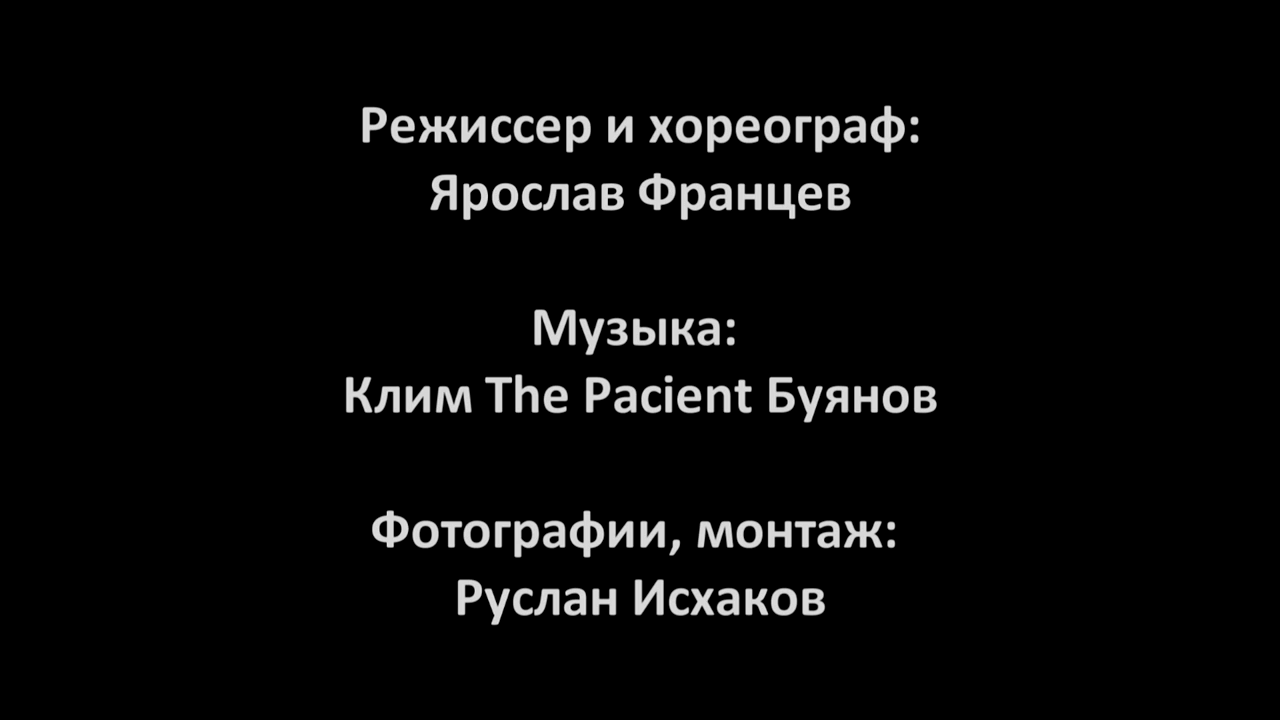 Режиссер и хореограф:
Ярослав Францев
Музыка:
Клим The Pacient Буянов
Фотографии, монтаж:
Руслан Исхаков